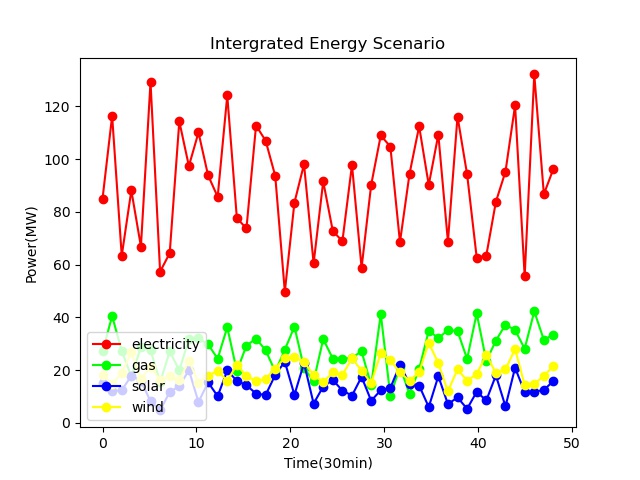 Intergrated Energy Scenario
Power(MW)
120
100
80
60
40
20
0
electricity
gas
solar
wind
0 10 20 30 40 50
Time(30min)